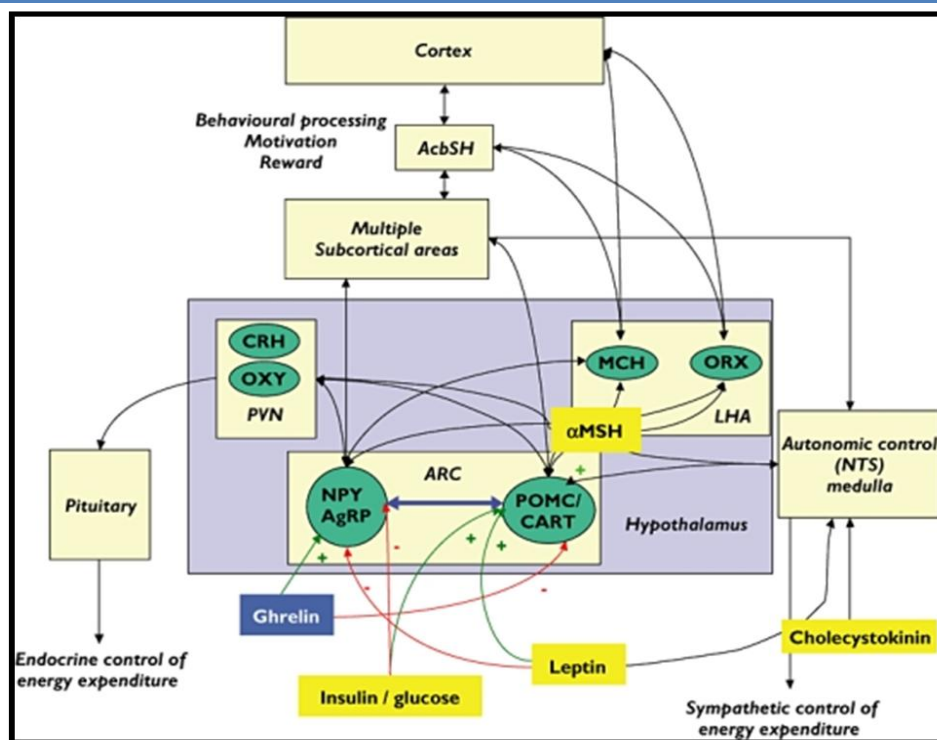 Cortex
Behavioural processing
Motivation
Reward
AcbSH
Multiple
Subcortical areas
CRH
OXY
PVN
MCH
ORX
LHA
αMSH
Autonomic control
(NTS)
medulla
Pituitary
ARC
NPY
AgRP
POMC/
CART
+
Hypothalamus
+
-
+
+
-
-
Ghrelin
Cholecystokinin
Leptin
Insulin / glucose
Endocrine control of
energy expenditure
Sympathetic control of
energy expenditure